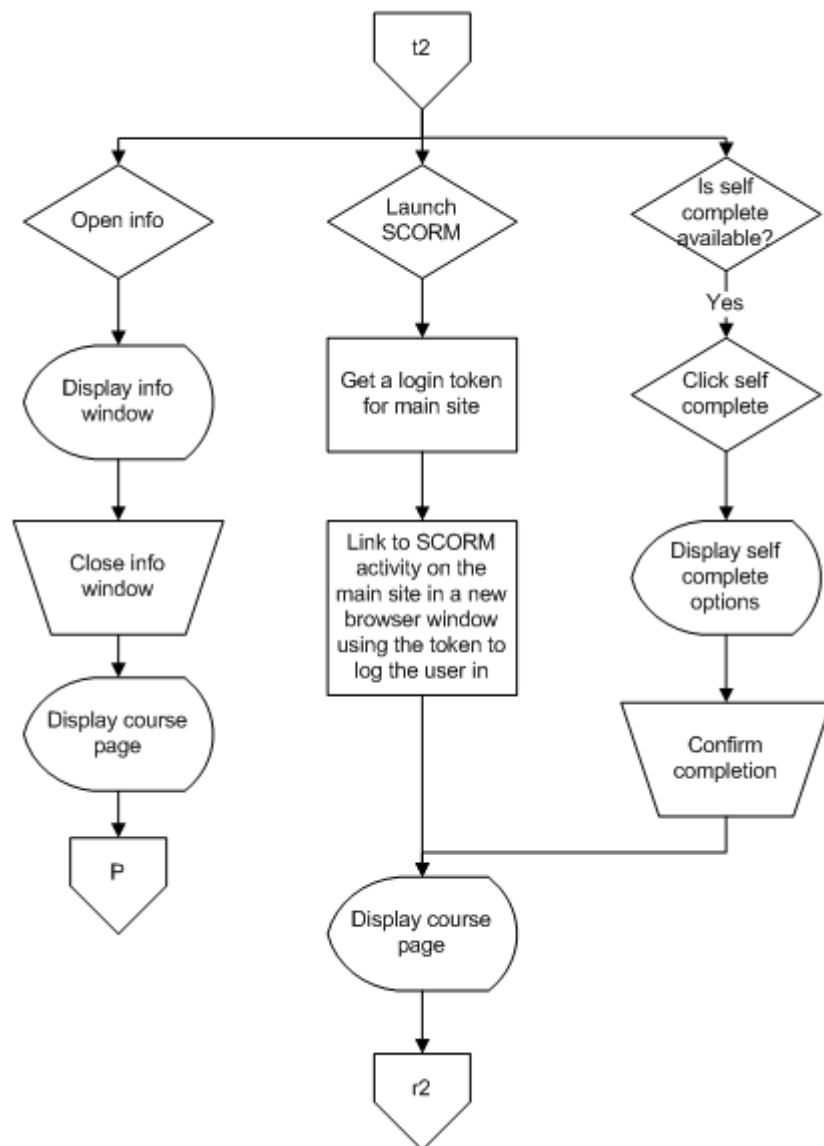 t2
Open info
Launch
SCORM
Is self
complete
available?
Yes
Display info
window
Get a login token
for main site
Click self
complete
Close info
window
Link to SCORM
activity on the
main site in a new
browser window
using the token to
log the user in
Display self
complete
options
Display course
page
Confirm
completion
P
Display course
page
r2